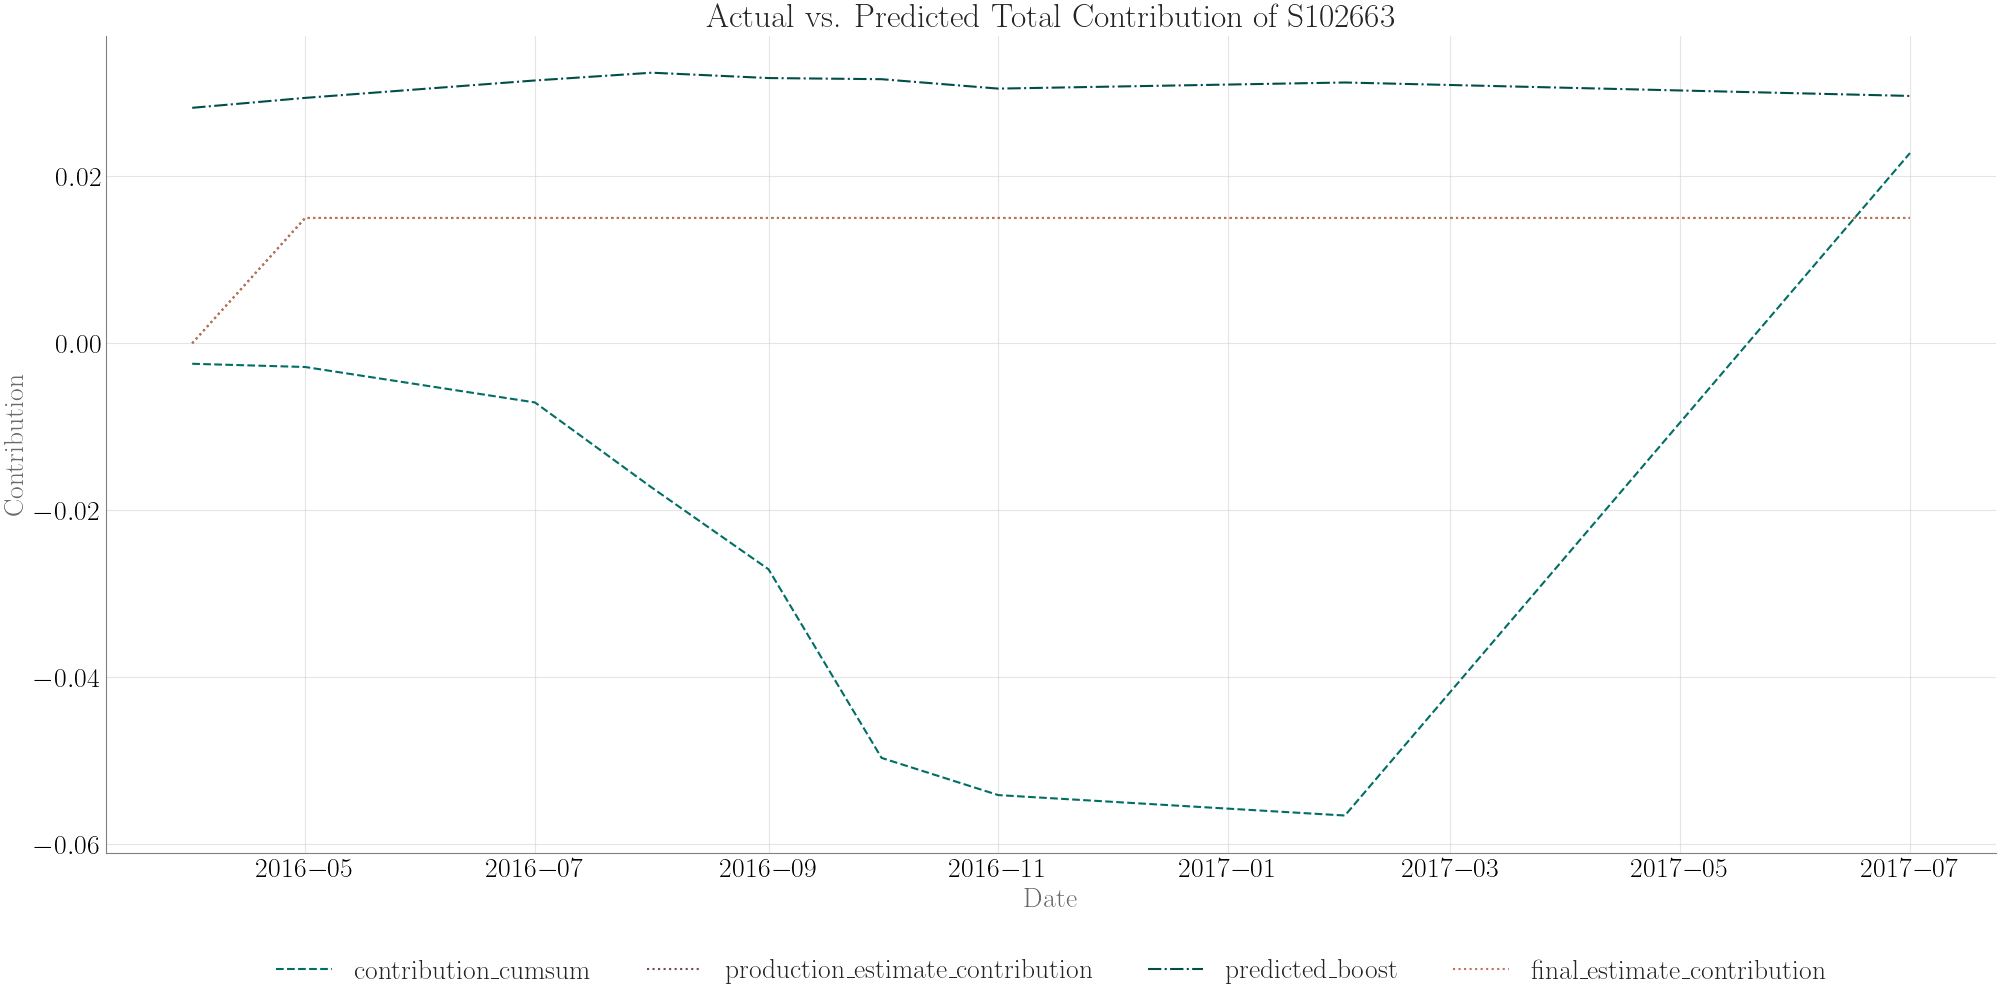 Actual vs. Predicted Total Contribution of S102663
Contribution
0.02
0.00
−0.02
−0.04
−0.06
2016−05 2016−07 2016−09 2016−11 2017−01 2017−03 2017−05 2017−07
Date
contribution_cumsum production_estimate_contribution predicted_boost final_estimate_contribution